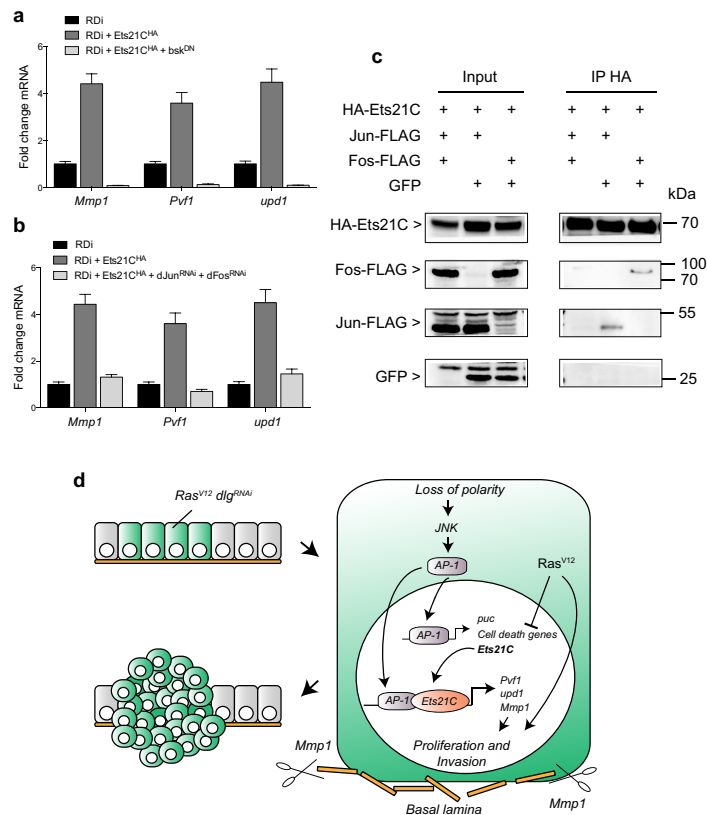 a
RDi
RDi + Ets21C^HA
RDi + Ets21C^HA + bsk^DN
Fold change mRNA
6
4
2
0
Mmp1
Pvf1
upd1
b
RDi
RDi + Ets21C^HA
RDi + Ets21C^HA + dJun^RNAi + dFos^RNAi
Fold change mRNA
6
4
2
0
Mmp1
Pvf1
upd1
c
Input
IP HA
HA-Ets21C + + + + + +
Jun-FLAG + + + +
Fos-FLAG + + + +
GFP + + + +
kDa
HA-Ets21C >
70
Fos-FLAG >
100
70
Jun-FLAG >
55
GFP >
25
d
Ras^V12 dlg^RNAi
Loss of polarity
JNK
AP-1
Ras^V12
AP-1
puc
Cell death genes
Ets21C
AP-1
Ets21C
Pvf1
upd1
Mmp1
Proliferation and
Invasion
Mmp1
Basal lamina
Mmp1